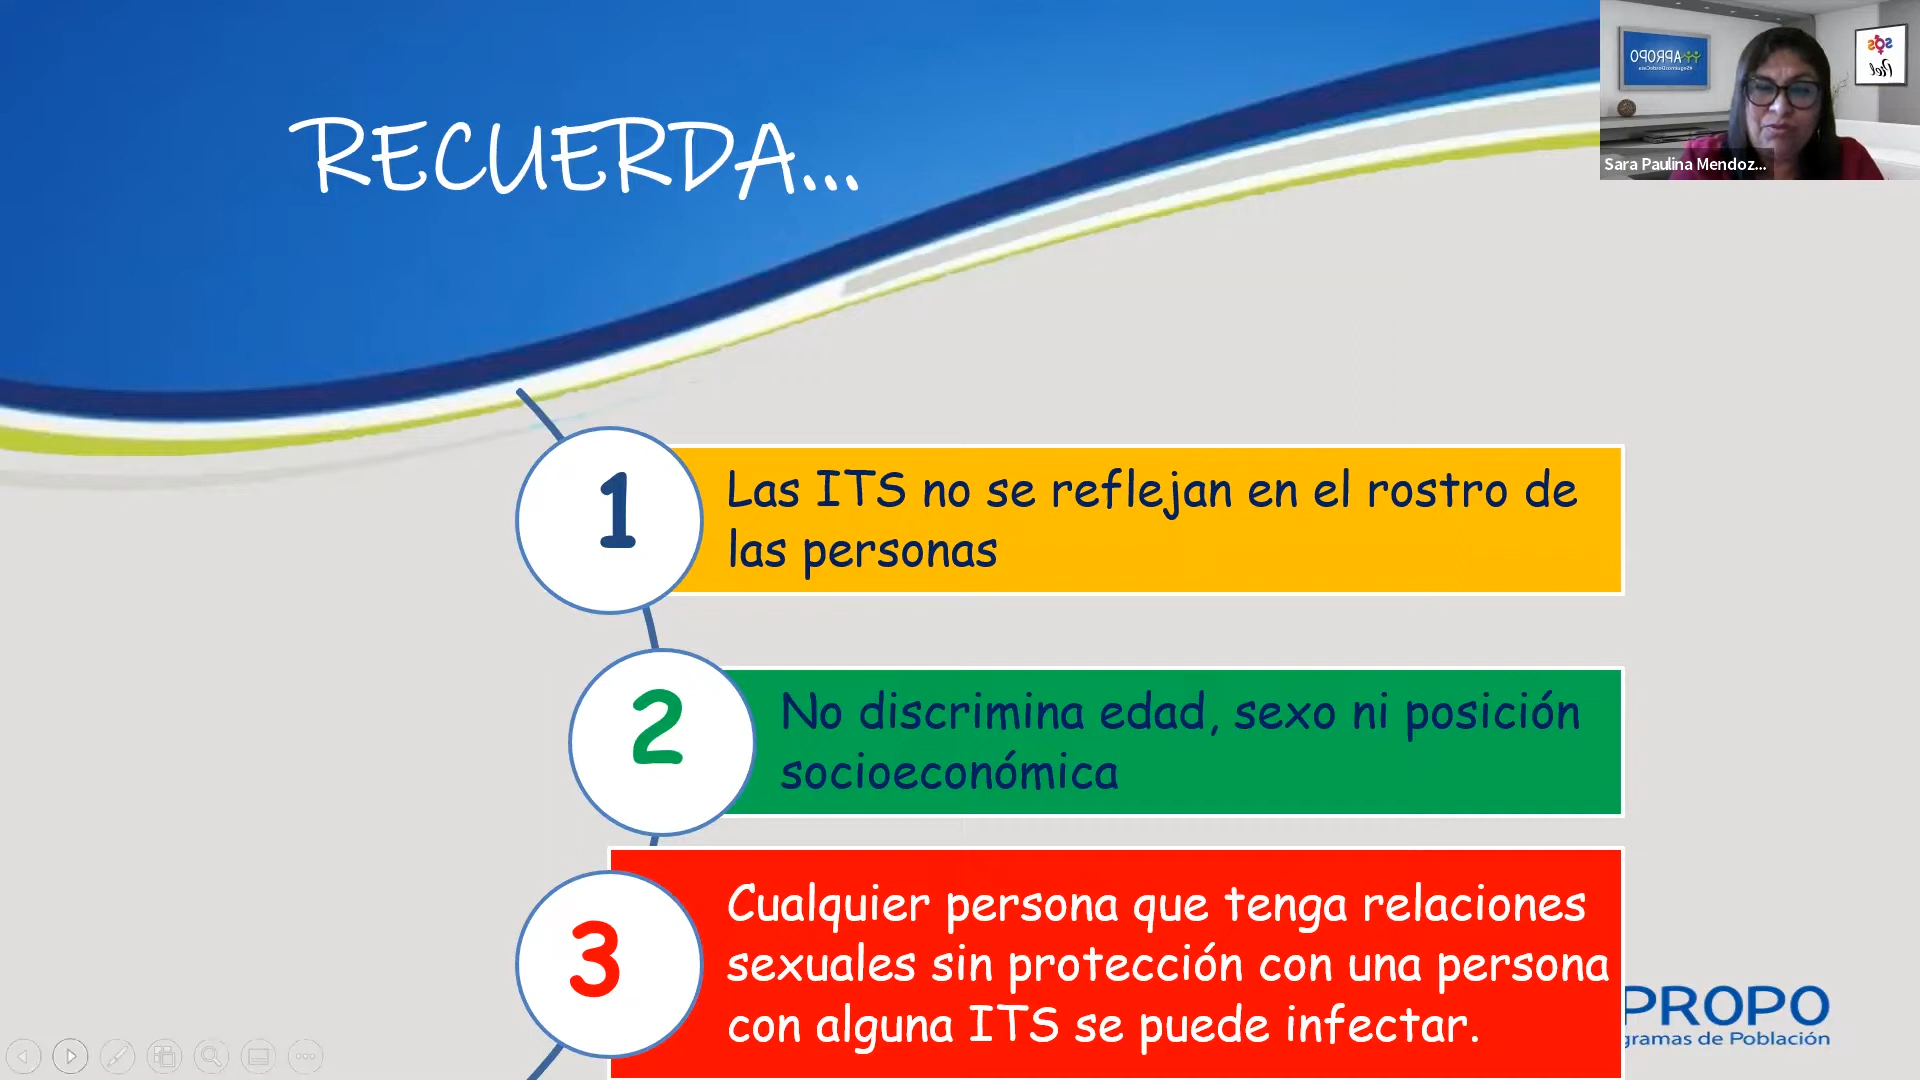 RECUERDA...
APROPO
sos
Sara Paulina Mendoz...
1
Las ITS no se reflejan en el rostro de
las personas
2
No discrimina edad, sexo ni posición
socioeconómica
3
Cualquier persona que tenga relaciones
sexuales sin protección con una persona
con alguna ITS se puede infectar.
PROPO
gramas de Población